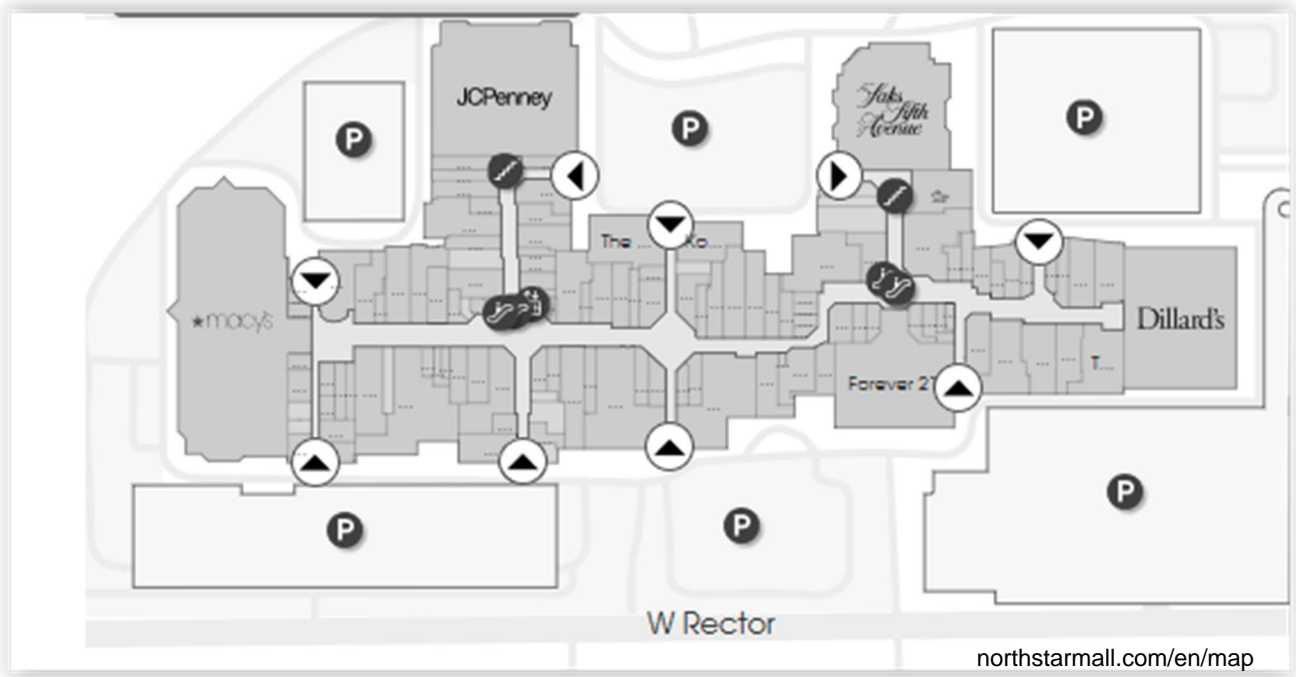 JCPenney
Saks
Fifth
Avenue
P
P
P
The ...
Ko...
★macy's
Dillard's
T...
Forever 21
P
P
P
W Rector
northstarmall.com/en/map